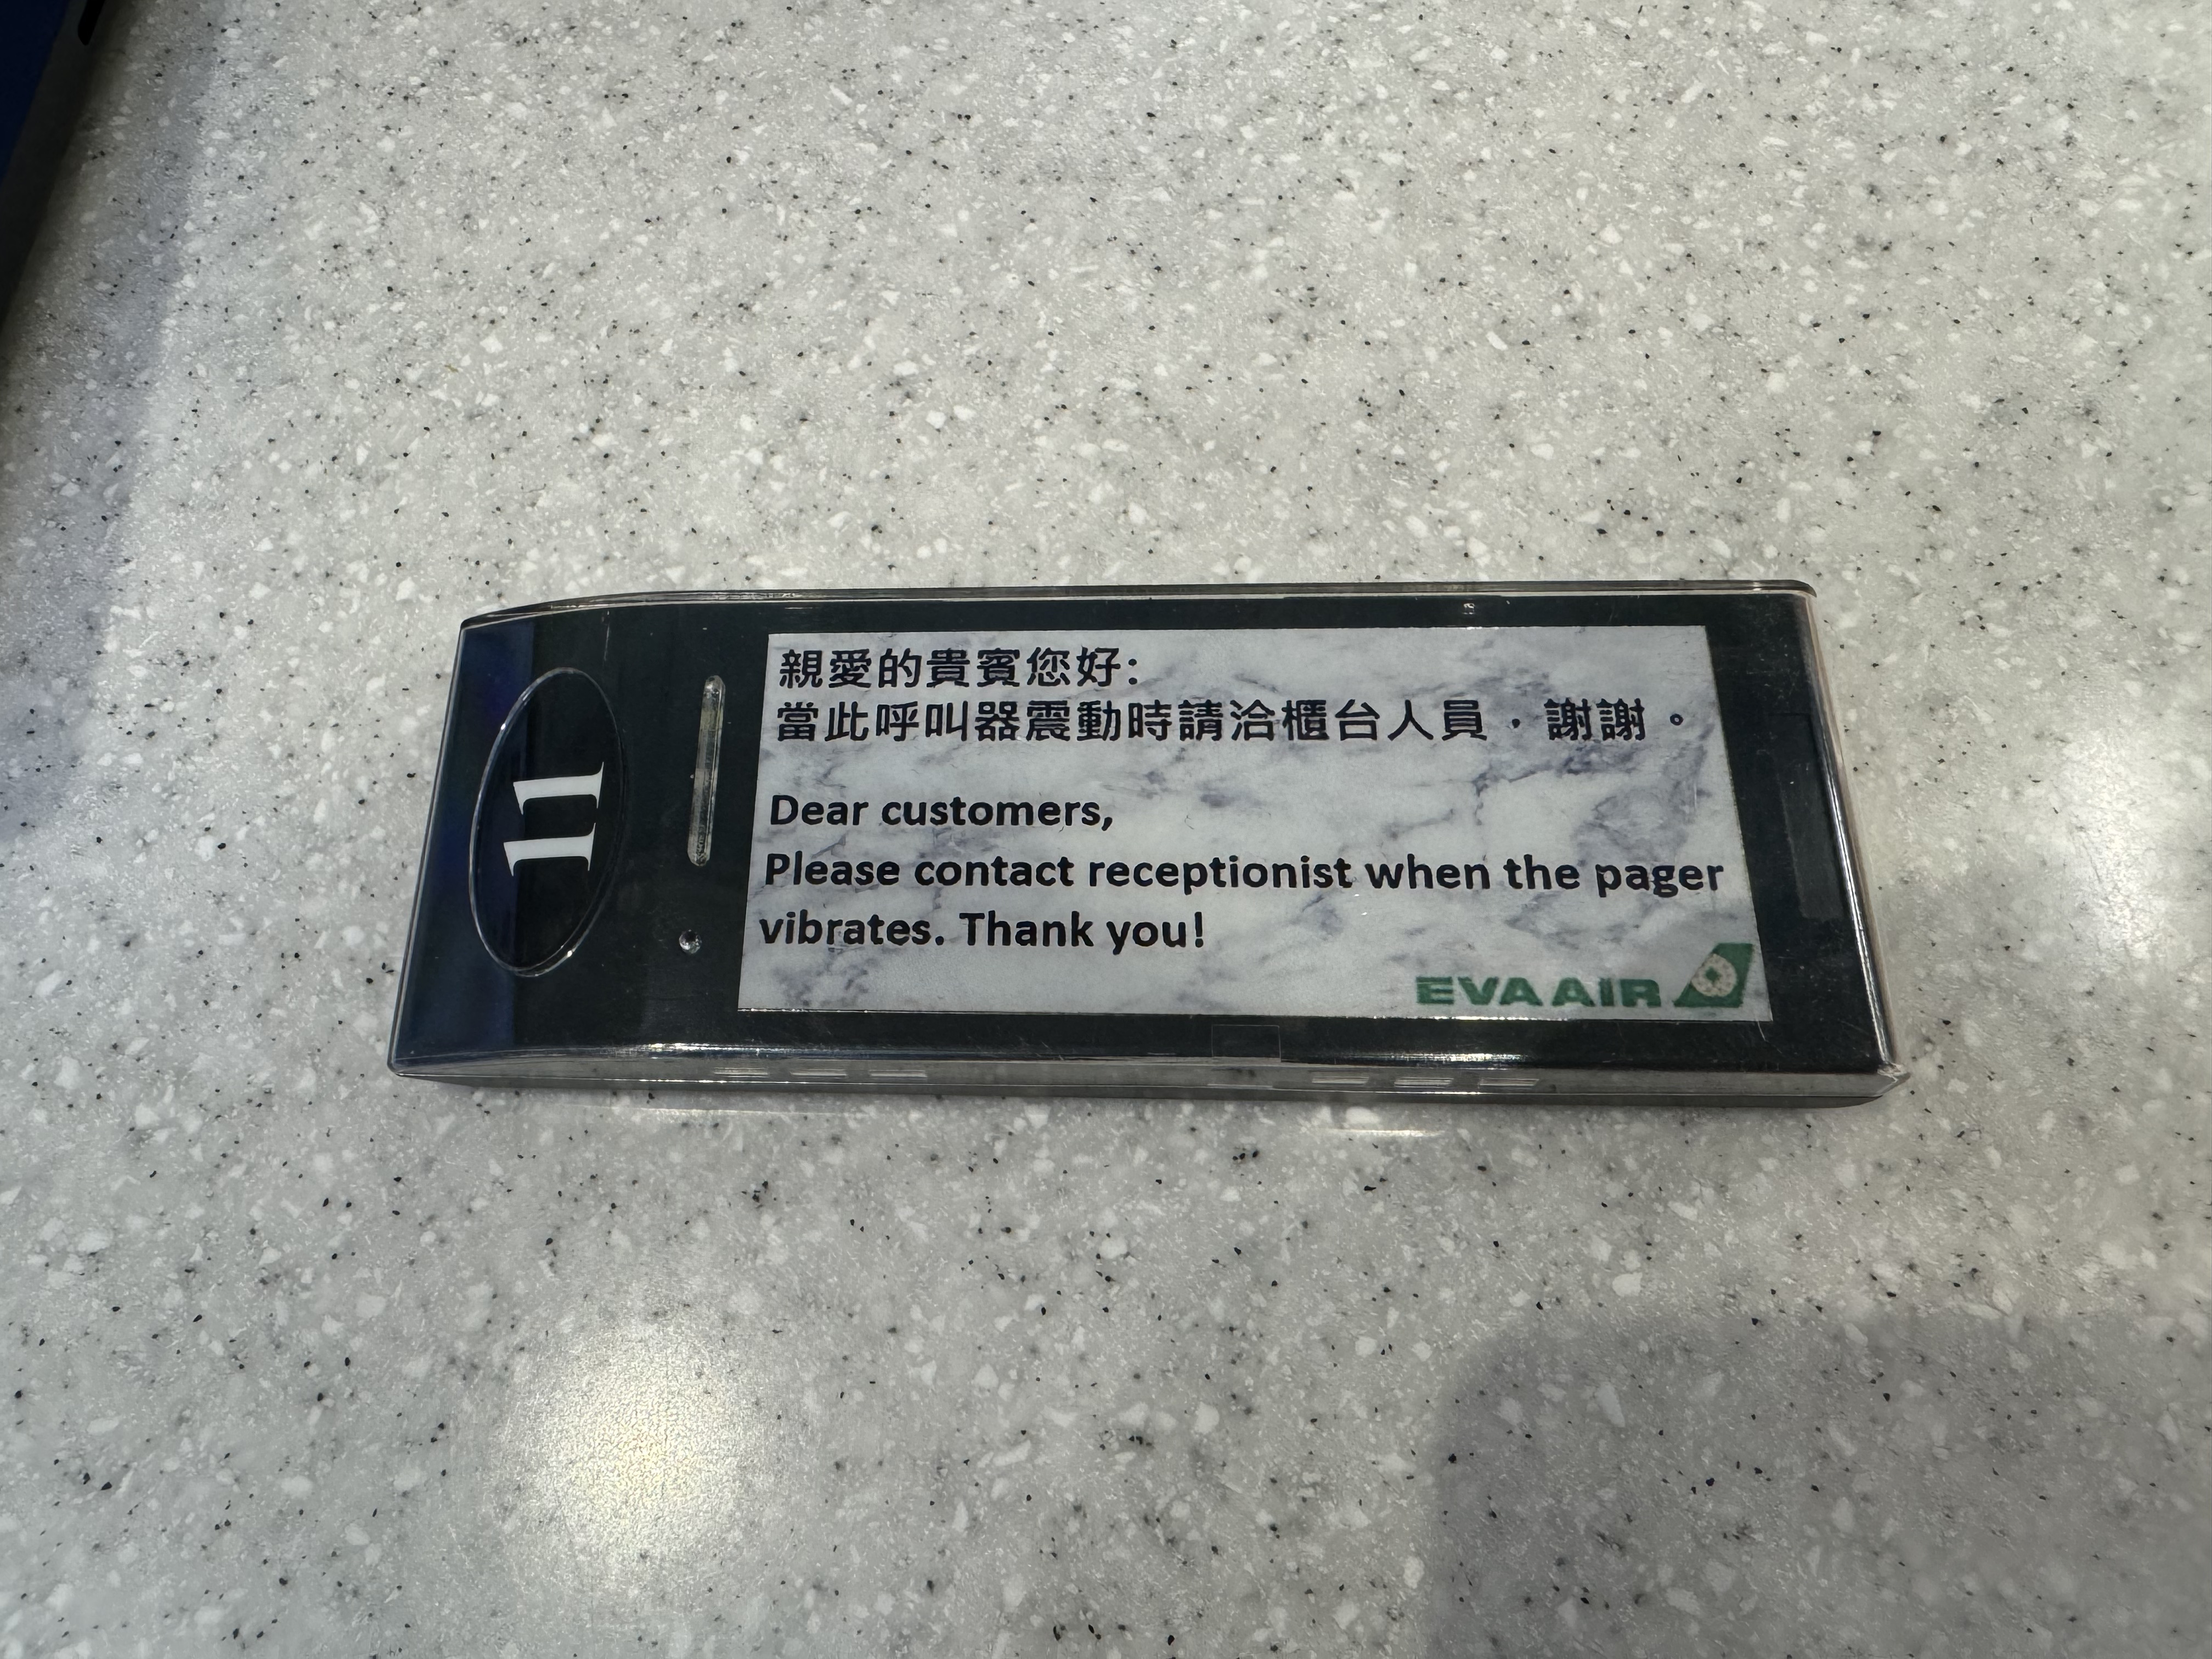 11
親愛的貴賓您好:
當此呼叫器震動時請洽櫃台人員，謝謝。
Dear customers,
Please contact receptionist when the pager
vibrates. Thank you!
EVA AIR